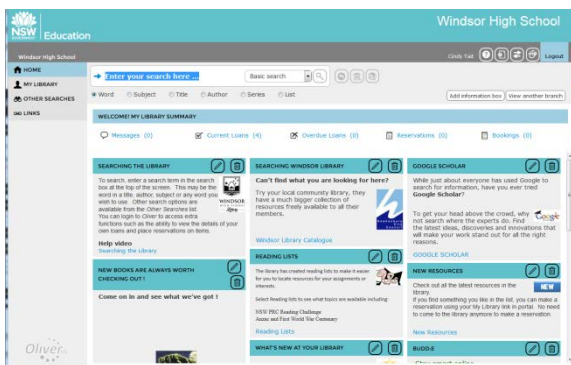 NSW
Education
Windsor High School
Windsor High School
Cindy Tait
Logout
HOME
MY LIBRARY
OTHER SEARCHES
LINKS
Enter your search here ...
Basic search
Word Subject Title Author Series List
Add information box View another branch
WELCOME! MY LIBRARY SUMMARY
Messages (0) Current Loans (4) Overdue Loans (0) Reservations (0) Bookings (0)
SEARCHING THE LIBRARY
To search, enter a search term in the search
box at the top of the screen. This may be the
word in a title, author, subject or any word you
wish to use. Other search options are
available from the Other Searches list.
You can login to Oliver to access extra
functions such as the ability to view the details of your
own loans and place reservations on items.
WINDSOR
Help video
Searching the Library
NEW BOOKS ARE ALWAYS WORTH
CHECKING OUT !
Come on in and see what we've got !
SEARCHING WINDSOR LIBRARY
Can't find what you are looking for
here?
Try your local community library, they
have a much bigger collection of
resources freely available to all their
members.
Windsor Library Catalogue
READING LISTS
The library has created reading lists to make it easier
for you to locate resources for your assignments or
interests.
Select Reading lists to see what topics are available including:
NSW PRC Reading Challenge
Anzac and First World War Centenary
Reading Lists
WHAT'S NEW AT YOUR LIBRARY
GOOGLE SCHOLAR
While just about everyone has used Google to
search for information, have you ever tried
Google Scholar?
To get your head above the crowd, why
not search where the experts do. Find
the latest ideas, discoveries and innovations that
will make your work stand out for all the right
reasons.
Google
GOOGLE SCHOLAR
NEW RESOURCES
Check out all the latest resources in the
library.
NEW
If you find something you like in the list, you can make a
reservation using your My Library link in portal. No need
to come to the library anymore to make a reservation.
New Resources
BUDD:E
Stay smart online
Oliver